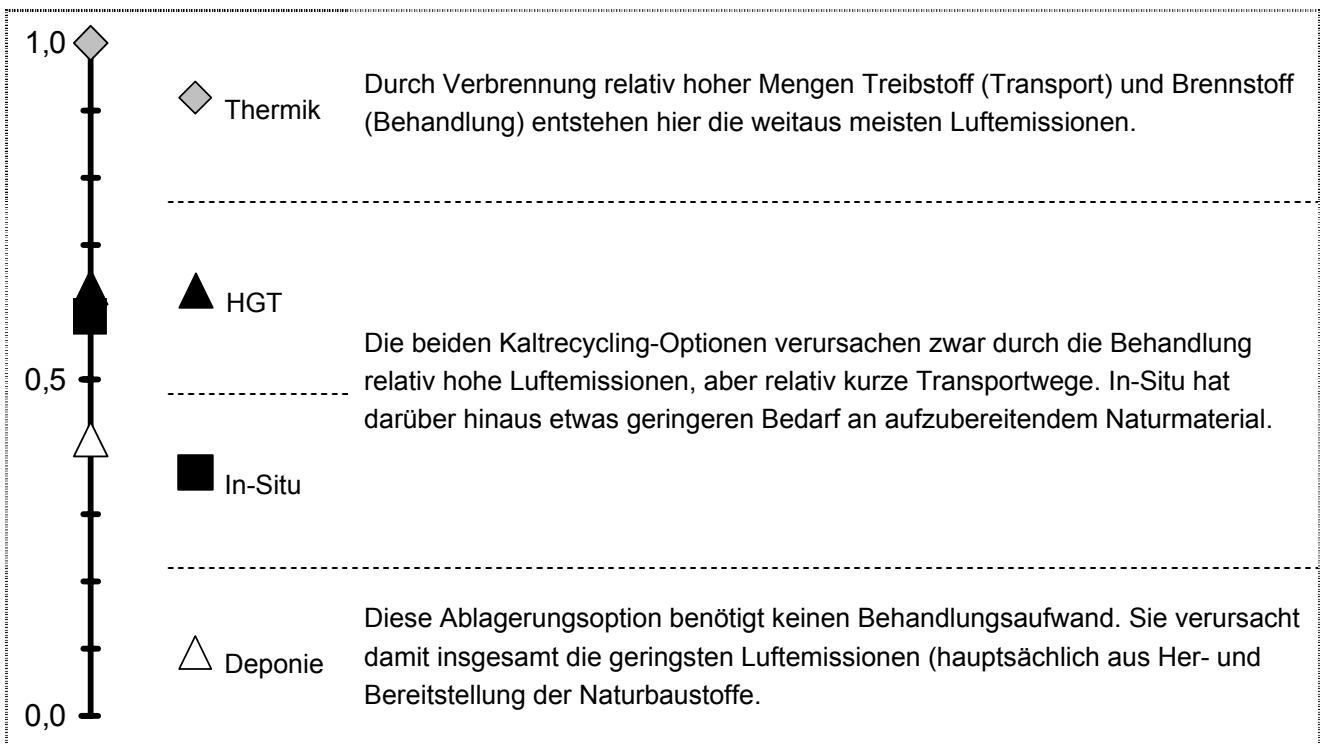 1,0
Thermik
Durch Verbrennung relativ hoher Mengen Treibstoff (Transport) und Brennstoff
(Behandlung) entstehen hier die weitaus meisten Luftemissionen.
HGT
Die beiden Kaltrecycling-Optionen verursachen zwar durch die Behandlung
relativ hohe Luftemissionen, aber relativ kurze Transportwege. In-Situ hat
darüber hinaus etwas geringeren Bedarf an aufzubereitendem Naturmaterial.
0,5
In-Situ
Diese Ablagerungsoption benötigt keinen Behandlungsaufwand. Sie verursacht
damit insgesamt die geringsten Luftemissionen (hauptsächlich aus Her- und
Bereitstellung der Naturbaustoffe.
Deponie
0,0